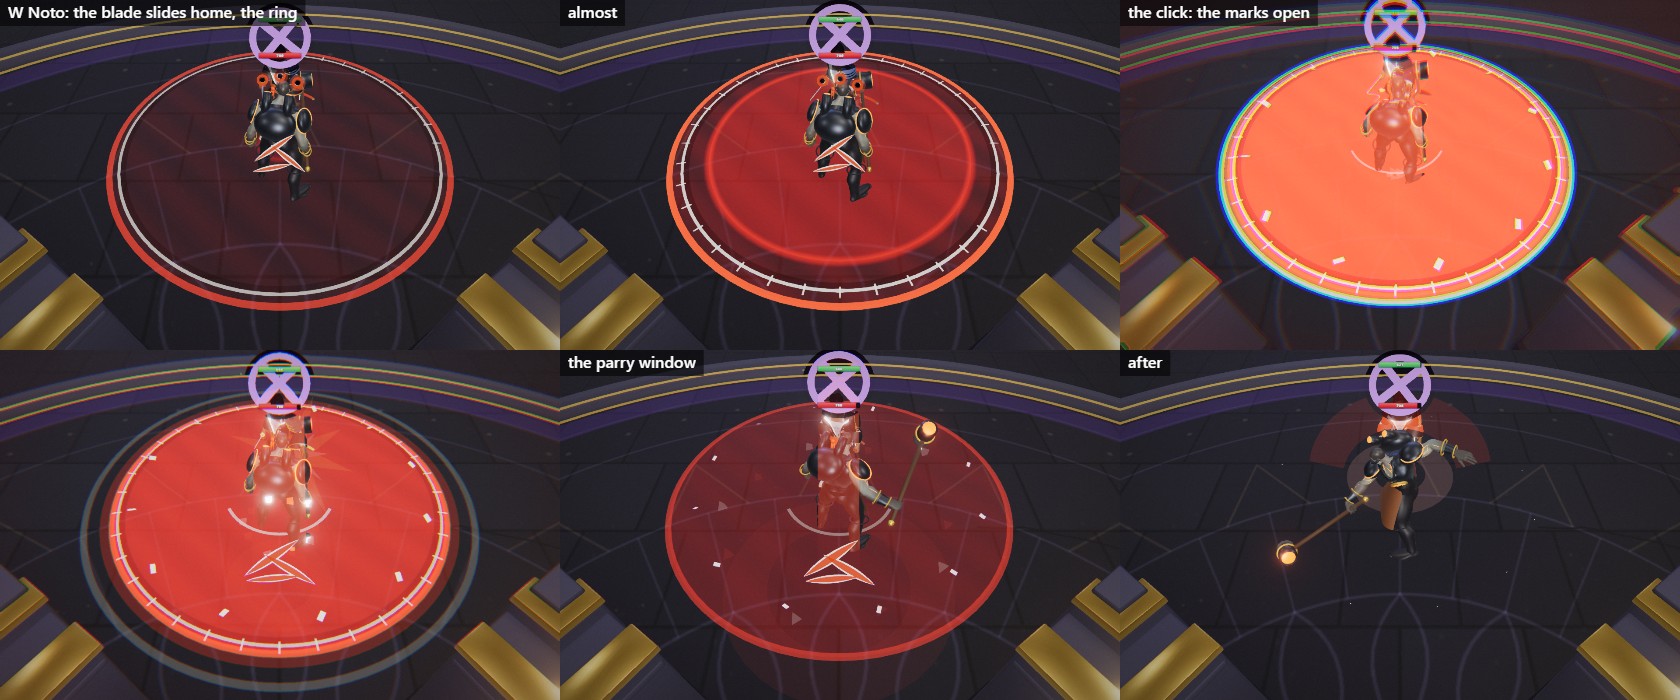 W Noto: the blade slides home, the ring
almost
the click: the marks open
the parry window
after